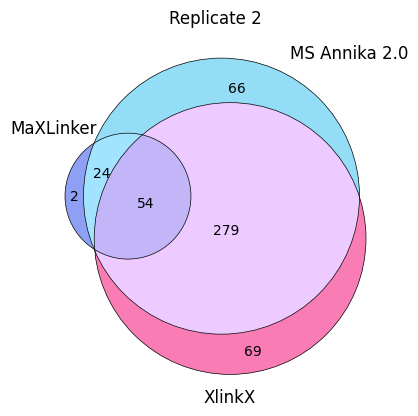 Replicate 2
MS Annika 2.0
66
MaXLinker
24
2
54
279
69
XlinkX